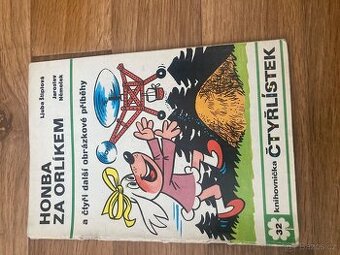 Ljuba Štíplová
Jaroslav
Němeček
HONBA
ZA ORLÍKEM
a čtyři další obrázkové příběhy
32
knihovnička
ČTYŘLÍSTEK